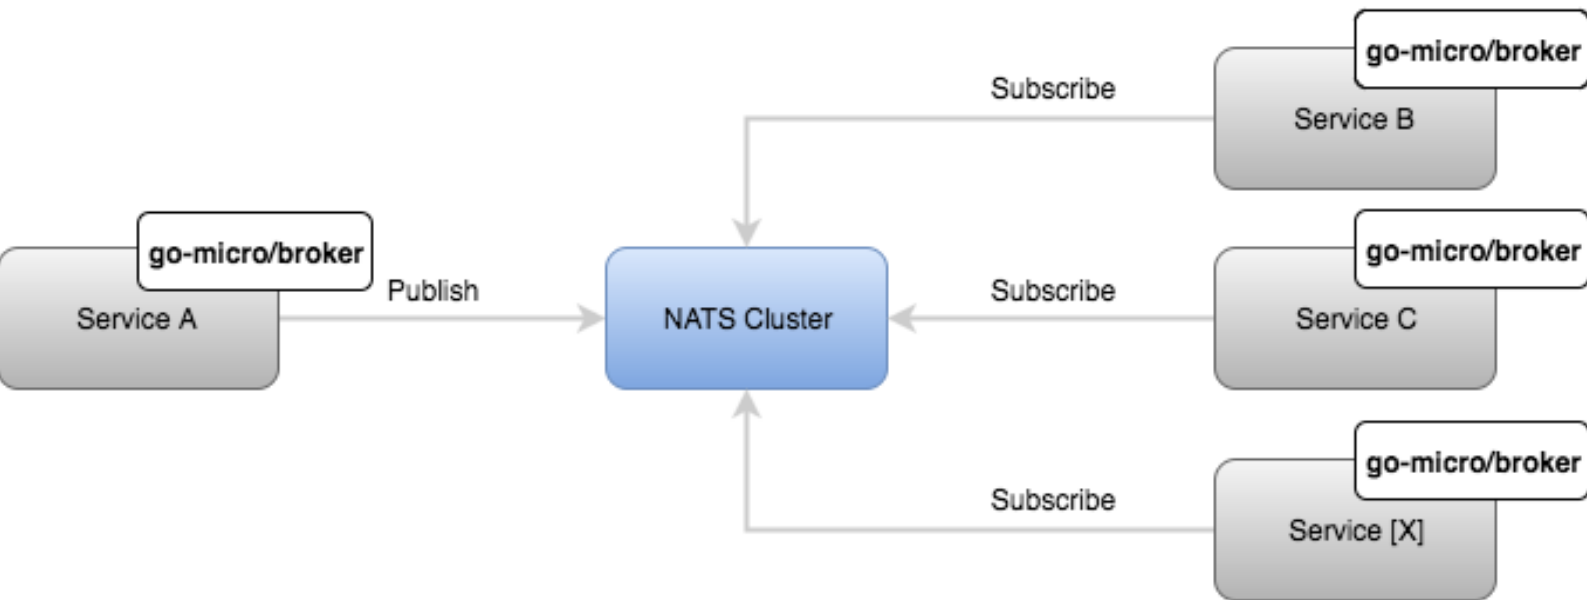 go-micro/broker
Subscribe
Service B
go-micro/broker
go-micro/broker
Publish
Service A
NATS Cluster
Subscribe
Service C
go-micro/broker
Subscribe
Service [X]